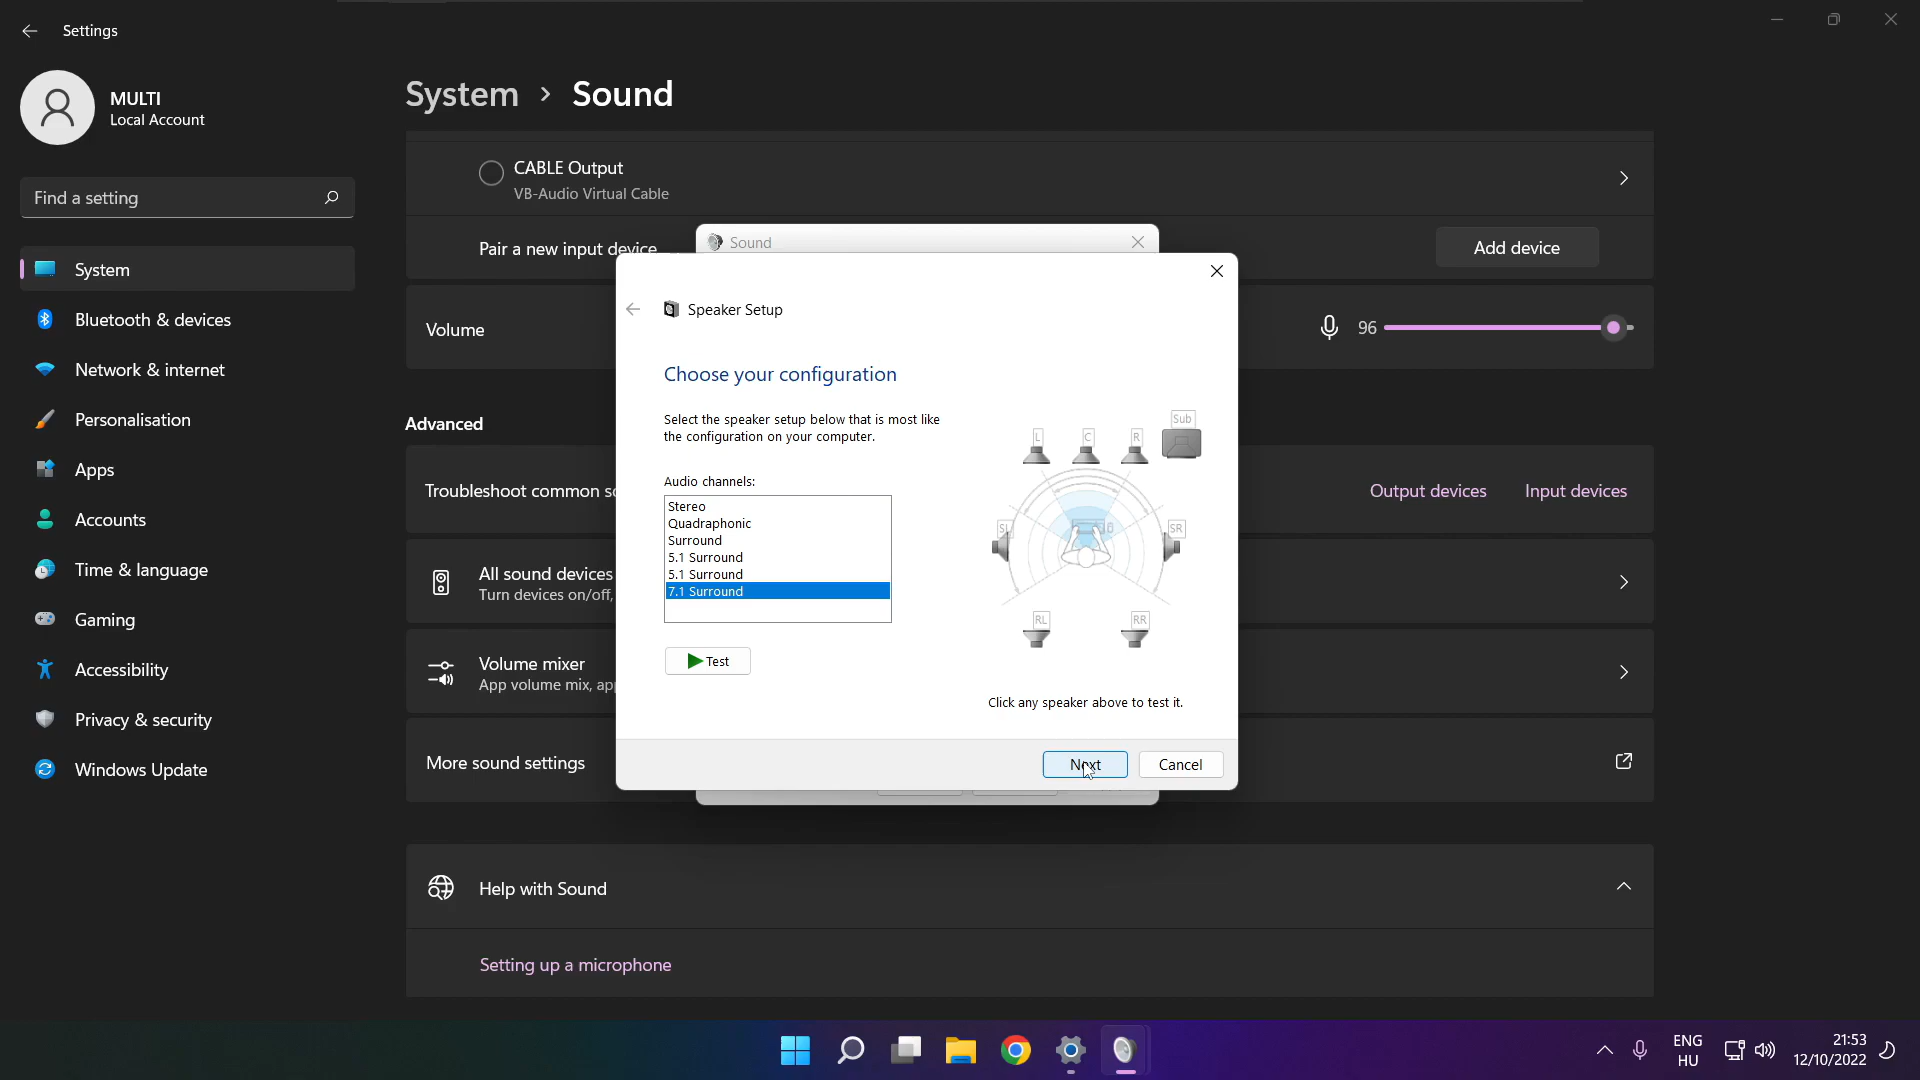 Settings
MULTI
Local Account
Find a setting
System
Bluetooth & devices
Network & internet
Personalisation
Apps
Accounts
Time & language
Gaming
Accessibility
Privacy & security
Windows Update
System > Sound
CABLE Output
VB-Audio Virtual Cable
Pair a new input device
Add device
Volume
96
Advanced
Troubleshoot common
Output devices
Input devices
All sound devices
Turn devices on/off,
Volume mixer
App volume mix,
More sound settings
Help with Sound
Setting up a microphone
Sound
Speaker Setup
Choose your configuration
Select the speaker setup below that is most like
the configuration on your computer.
Audio channels:
Stereo
Quadraphonic
Surround
5.1 Surround
5.1 Surround
7.1 Surround
Test
L
C
R
Sub
SL
SR
RL
RR
Click any speaker above to test it.
Next
Cancel
ENG
HU
21:53
12/10/2022